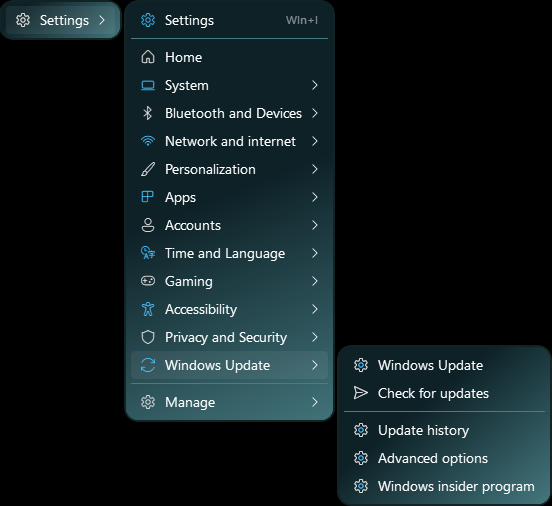 Settings
Settings Win+I
Home
System
Bluetooth and Devices
Network and internet
Personalization
Apps
Accounts
Time and Language
Gaming
Accessibility
Privacy and Security
Windows Update
Manage
Windows Update
Check for updates
Update history
Advanced options
Windows insider program